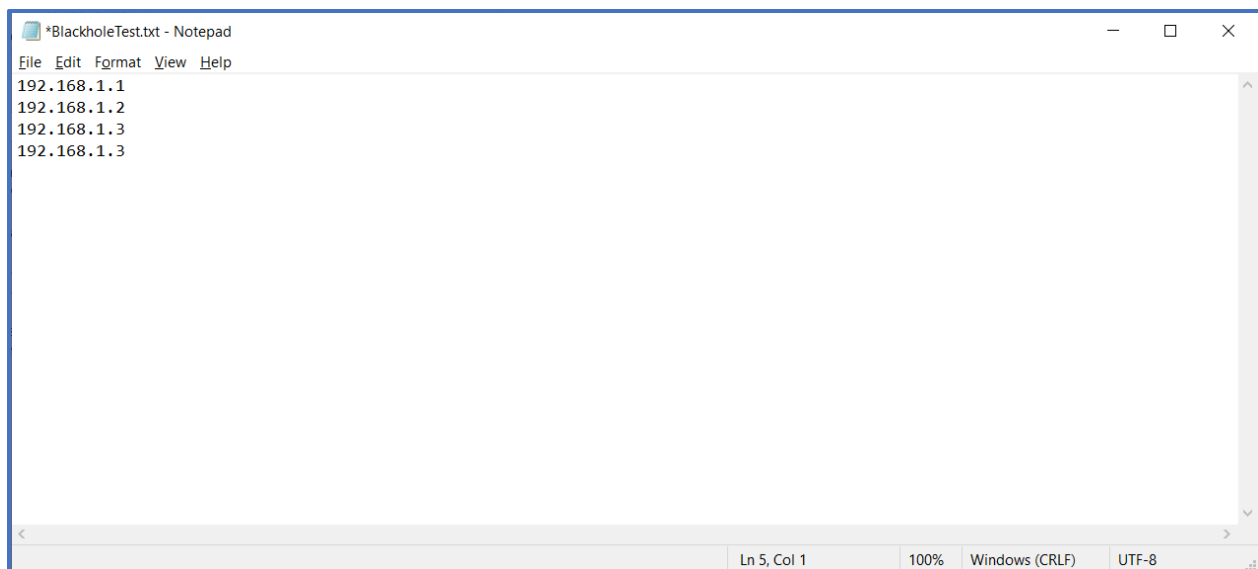 *BlackholeTest.txt - Notepad
File Edit Format View Help
192.168.1.1
192.168.1.2
192.168.1.3
192.168.1.3
Ln 5, Col 1 100% Windows (CRLF) UTF-8